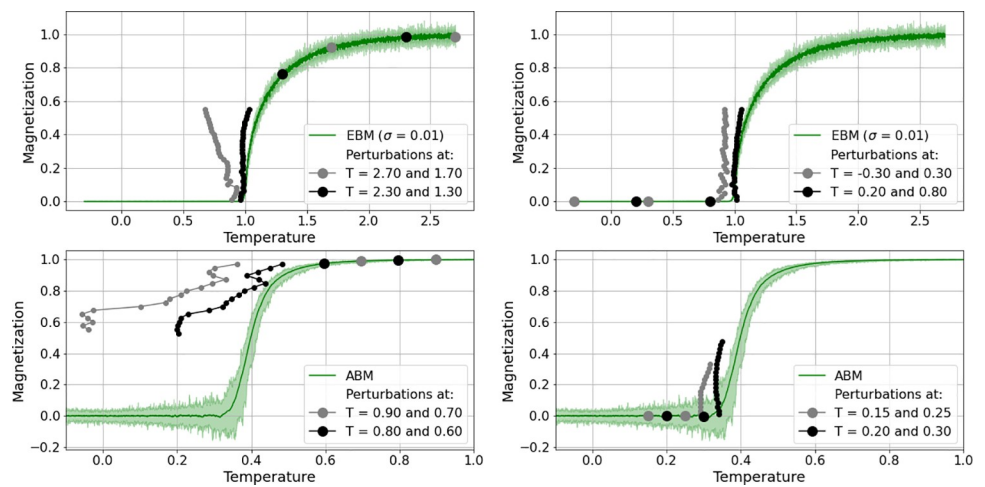 1.0
0.8
0.6
0.4
0.2
0.0
Magnetization
0.0 0.5 1.0 1.5 2.0 2.5
Temperature
EBM (σ = 0.01)
Perturbations at:
T = 2.70 and 1.70
T = 2.30 and 1.30
1.0
0.8
0.6
0.4
0.2
0.0
Magnetization
0.0 0.5 1.0 1.5 2.0 2.5
Temperature
EBM (σ = 0.01)
Perturbations at:
T = -0.30 and 0.30
T = 0.20 and 0.80
1.0
0.8
0.6
0.4
0.2
0.0
−0.2
Magnetization
0.0 0.2 0.4 0.6 0.8 1.0
Temperature
ABM
Perturbations at:
T = 0.90 and 0.70
T = 0.80 and 0.60
1.0
0.8
0.6
0.4
0.2
0.0
−0.2
Magnetization
0.0 0.2 0.4 0.6 0.8 1.0
Temperature
ABM
Perturbations at:
T = 0.15 and 0.25
T = 0.20 and 0.30